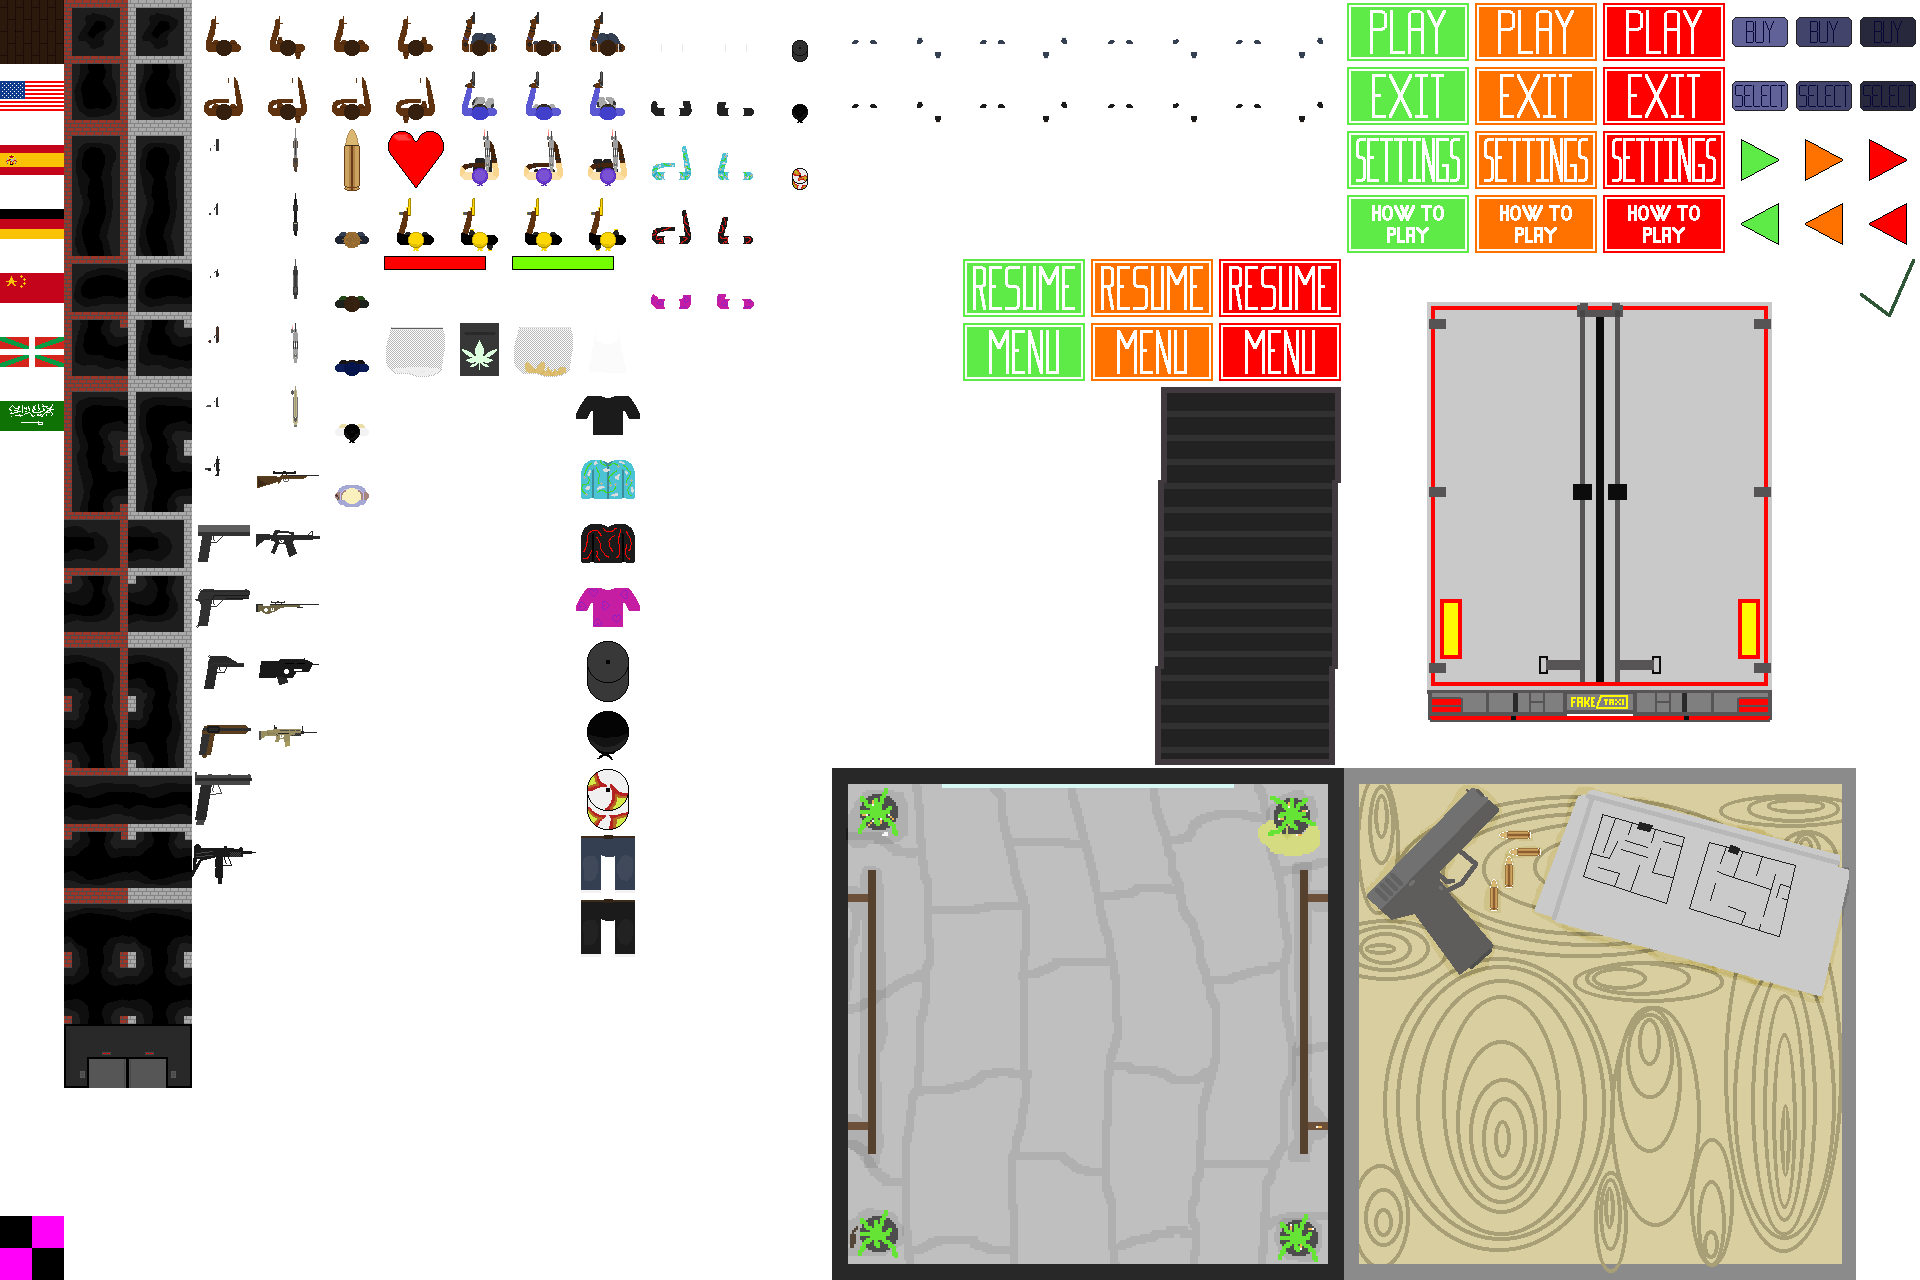 PLAY PLAY PLAY BUY BUY BUY
EXIT EXIT EXIT SELECT SELECT SELECT
SETTINGS SETTINGS SETTINGS
HOW TO HOW TO HOW TO
PLAY PLAY PLAY
RESUME RESUME RESUME
MENU MENU MENU
FAKE TAXI